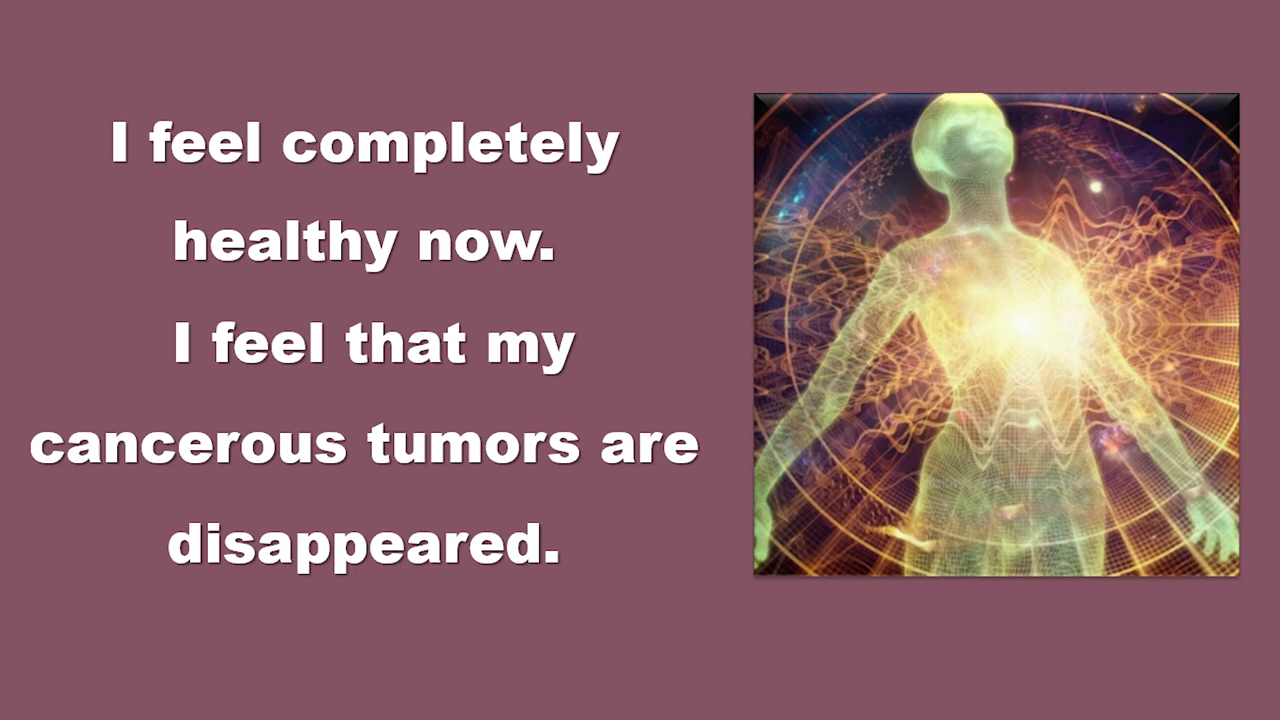 I feel completely
healthy now.
I feel that my
cancerous tumors are
disappeared.